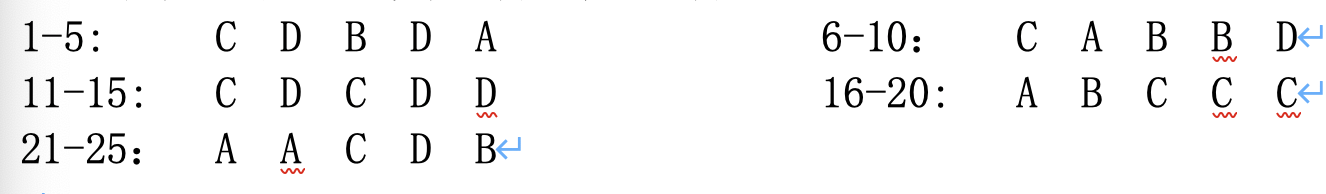 1-5: C D B D A 6-10： C A B B D
11-15: C D C D D 16-20: A B C C C
21-25： A A C D B